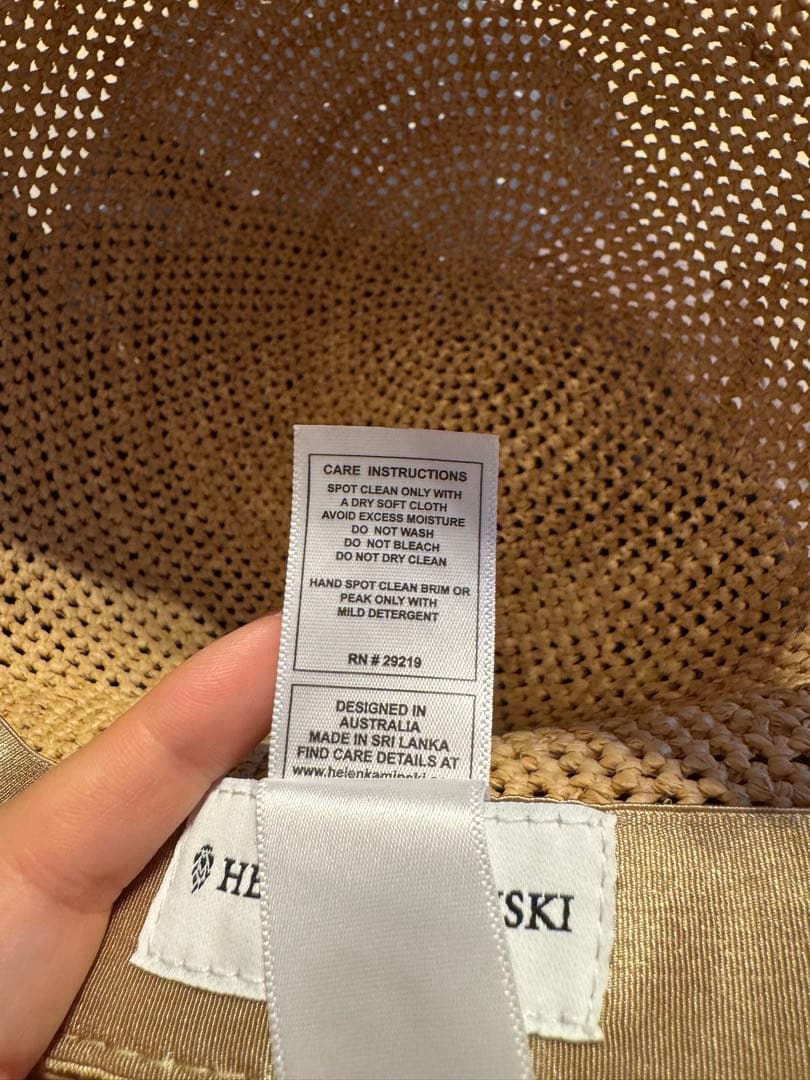 CARE INSTRUCTIONS
SPOT CLEAN ONLY WITH
A DRY SOFT CLOTH
AVOID EXCESS MOISTURE
DO NOT WASH
DO NOT BLEACH
DO NOT DRY CLEAN
HAND SPOT CLEAN BRIM OR
PEAK ONLY WITH
MILD DETERGENT
RN # 29219
DESIGNED IN
AUSTRALIA
MADE IN SRI LANKA
FIND CARE DETAILS AT